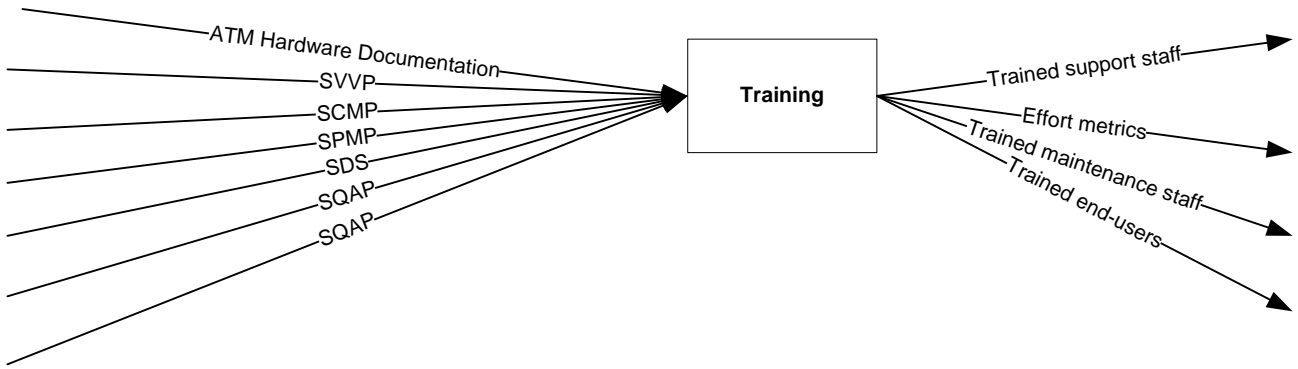 ATM Hardware Documentation
SVVP
SCMP
SPMP
SDS
SQAP
SQAP
Training
Trained support staff
Effort metrics
Trained maintenance staff
Trained end-users